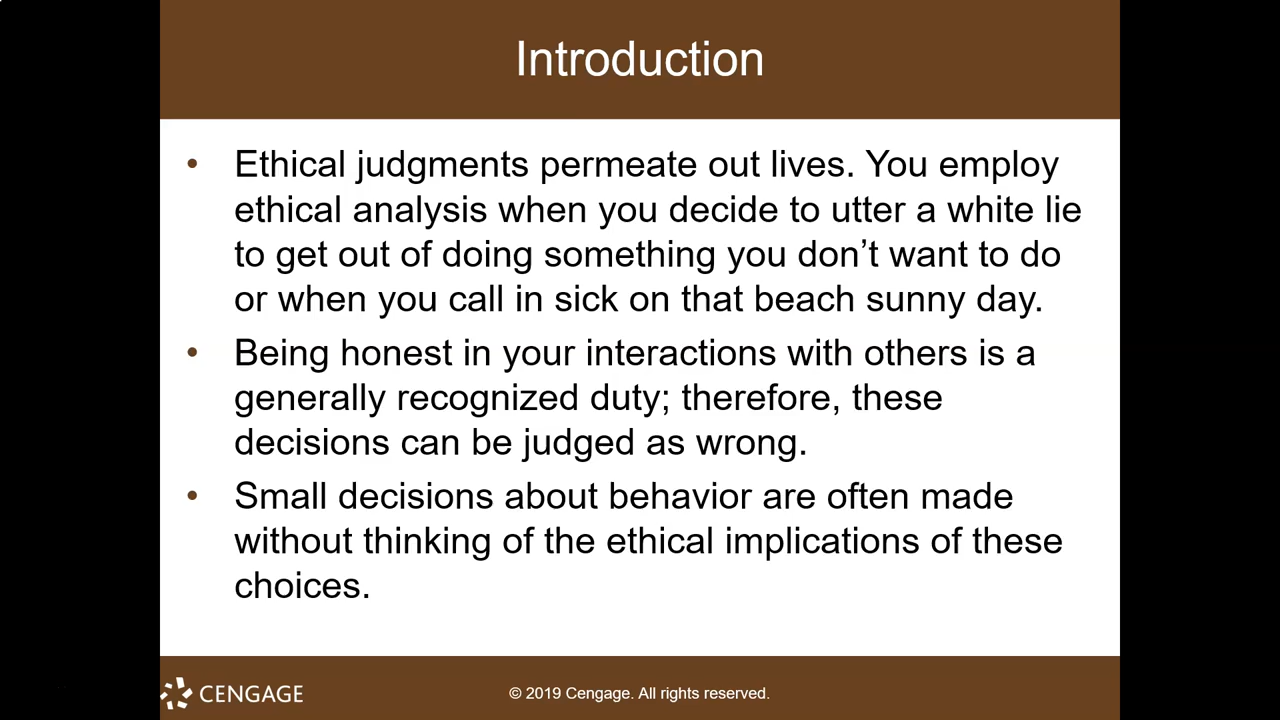 Introduction
• Ethical judgments permeate out lives. You employ
ethical analysis when you decide to utter a white lie
to get out of doing something you don’t want to do
or when you call in sick on that beach sunny day.
• Being honest in your interactions with others is a
generally recognized duty; therefore, these
decisions can be judged as wrong.
• Small decisions about behavior are often made
without thinking of the ethical implications of these
choices.
CENGAGE
© 2019 Cengage. All rights reserved.